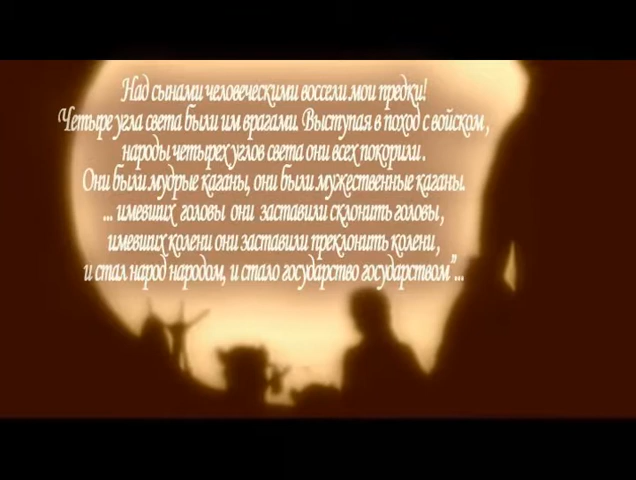 Над сынами человеческими воссели мои предки!
Четыре угла света были им врагами. Выступая в поход с войском,
народы четырех углов света они всех покорили.
Они были мудрые каганы, они были мужественные каганы.
... имевших головы они заставили склонить головы,
имевших колени они заставили преклонить колени,
и стал народ народом, и стало государство государством"...